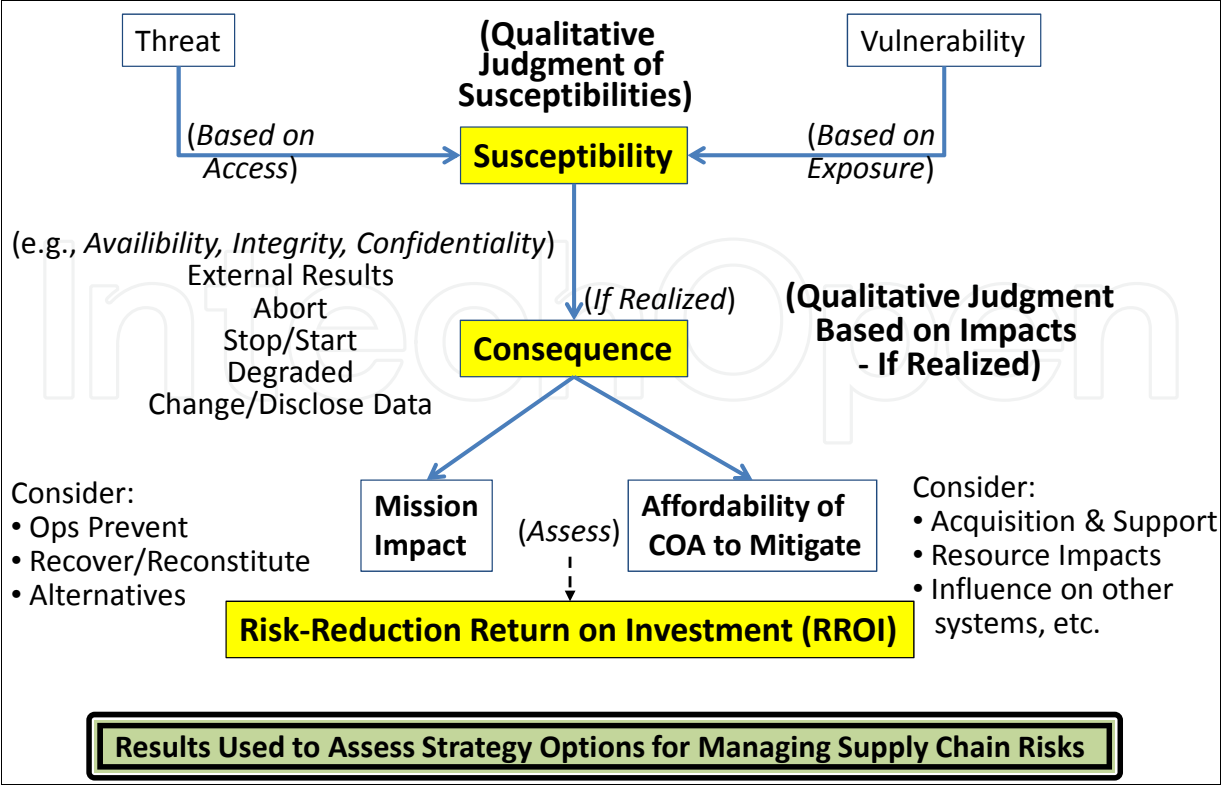 Threat
(Qualitative
Judgment of
Susceptibilities)
Vulnerability
(Based on
Access)
Susceptibility
(Based on
Exposure)
(e.g., Availibility, Integrity, Confidentiality)
External Results
Abort
Stop/Start
Degraded
Change/Disclose Data
(If Realized)
(Qualitative Judgment
Based on Impacts
- If Realized)
Consequence
Consider:
• Ops Prevent
• Recover/Reconstitute
• Alternatives
Mission
Impact
(Assess)
Affordability of
COA to Mitigate
Consider:
• Acquisition & Support
• Resource Impacts
• Influence on other
systems, etc.
Risk-Reduction Return on Investment (RROI)
Results Used to Assess Strategy Options for Managing Supply Chain Risks
IntechOpen